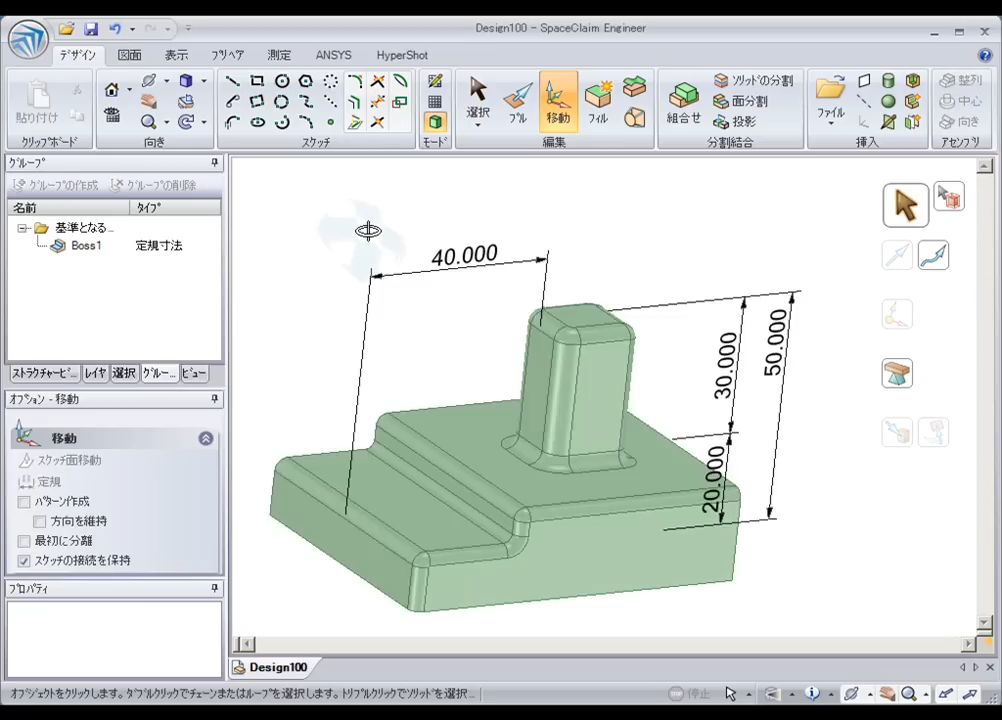 Design100 - SpaceClaim Engineer
デザイン 図面 表示 リペア 測定 ANSYS HyperShot
貼り付け
選択 プル 移動 フィル
組合せ
ソリッドの分割
面分割
投影
ファイル
整列
中心
向き
クリップボード 向き スケッチ モード 編集 分割結合 挿入 アセンブリ
グループ
グループの作成 グループの削除
名前 タイプ
基準となる...
Boss1 定規寸法
ストラクチャービ... レイヤ 選択 グルー... ビュー
オプション - 移動
移動
スケッチ面移動
定規
パターン作成
方向を維持
最初に分離
スケッチの接続を保持
プロパティ
40.000
30.000
50.000
20.000
Design100
オブジェクトをクリックします。ダブルクリックでチェーンまたはループを選択します。トリプルクリックでソリッドを選択...
停止